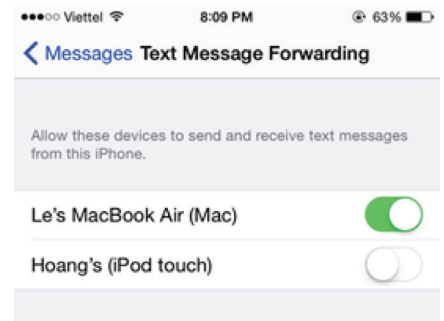 Viettel 8:09 PM 63%
Messages Text Message Forwarding
Allow these devices to send and receive text messages
from this iPhone.
Le's MacBook Air (Mac)
Hoang's (iPod touch)